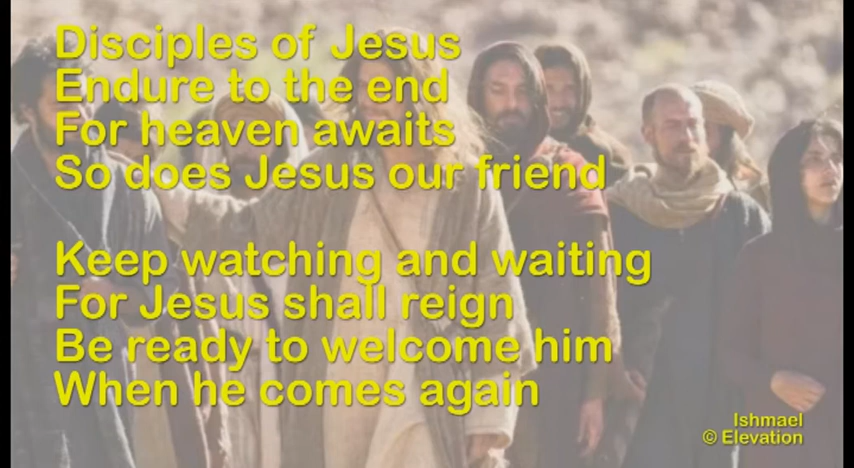 Disciples of Jesus
Endure to the end
For heaven awaits
So does Jesus our friend
Keep watching and waiting
For Jesus shall reign
Be ready to welcome him
When he comes again
Ishmael
© Elevation